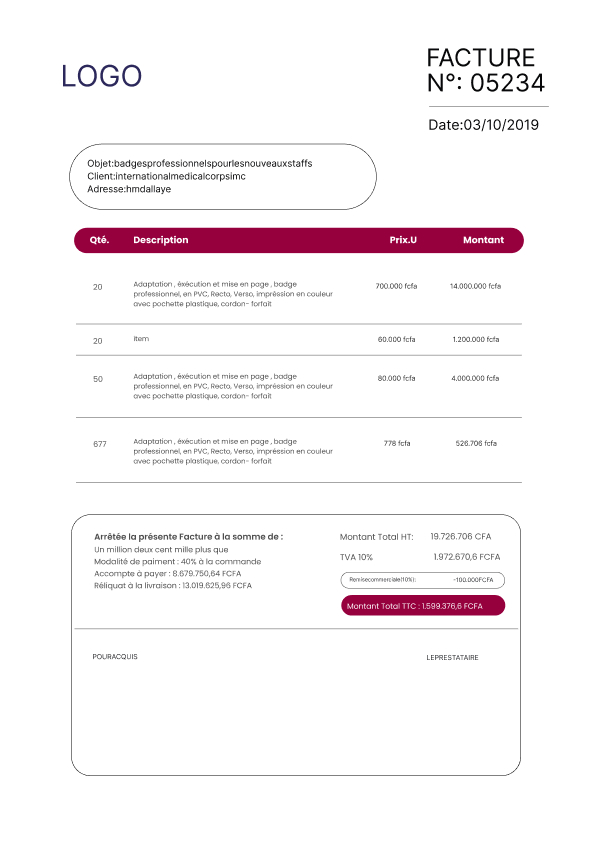 LOGO
FACTURE
N°: 05234
Date:03/10/2019
Objet:badgesprofessionnelspourlesnouveauxstaffs
Client:internationalmedicalcorpsimc
Adresse:hmdallaye
Qté. Description Prix.U Montant
20 Adaptation , éxécution et mise en page , badge 700.000 fcfa 14.000.000 fcfa
professionnel, en PVC, Recto, Verso, impréssion en couleur
avec pochette plastique, cordon- forfait
20 Item 60.000 fcfa 1.200.000 fcfa
50 Adaptation , éxécution et mise en page , badge 80.000 fcfa 4.000.000 fcfa
professionnel, en PVC, Recto, Verso, impréssion en couleur
avec pochette plastique, cordon- forfait
677 Adaptation , éxécution et mise en page , badge 778 fcfa 526.706 fcfa
professionnel, en PVC, Recto, Verso, impréssion en couleur
avec pochette plastique, cordon- forfait
Arrêtée la présente Facture à la somme de :
Un million deux cent mille plus que
Modalité de paiment : 40% à la commande
Accompte à payer : 8.679.750,64 FCFA
Réliquat à la livraison : 13.019.625,96 FCFA
Montant Total HT: 19.726.706 CFA
TVA 10% 1.972.670,6 FCFA
Remisecommerciale(10%): -100.000FCFA
Montant Total TTC : 1.599.376,6 FCFA
POURACQUIS LEPRESTATAIRE